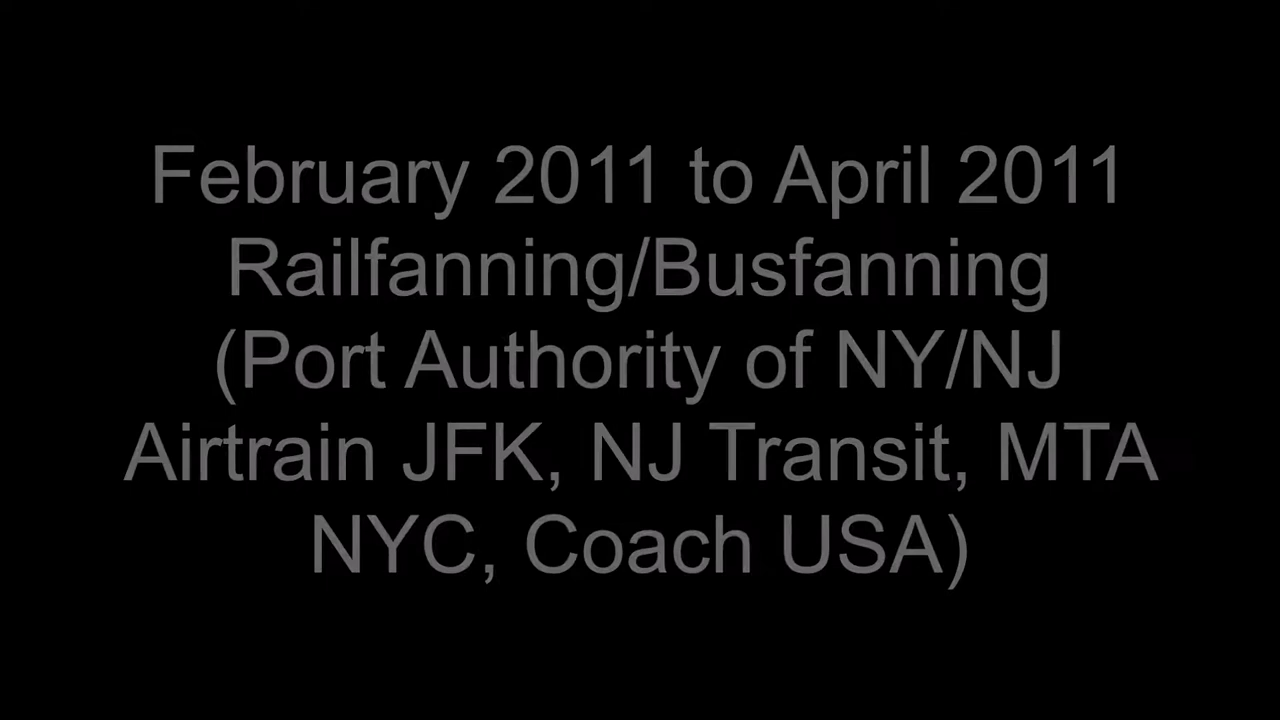 February 2011 to April 2011
Railfanning/Busfanning
(Port Authority of NY/NJ
Airtrain JFK, NJ Transit, MTA
NYC, Coach USA)